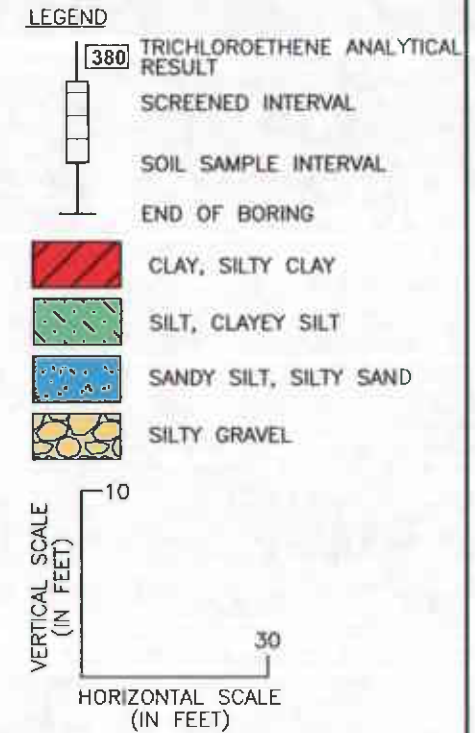 LEGEND
380
TRICHLOROETHENE ANALYTICAL
RESULT
SCREENED INTERVAL
SOIL SAMPLE INTERVAL
END OF BORING
CLAY, SILTY CLAY
SILT, CLAYEY SILT
SANDY SILT, SILTY SAND
SILTY GRAVEL
10
VERTICAL SCALE
(IN FEET)
30
HORIZONTAL SCALE
(IN FEET)